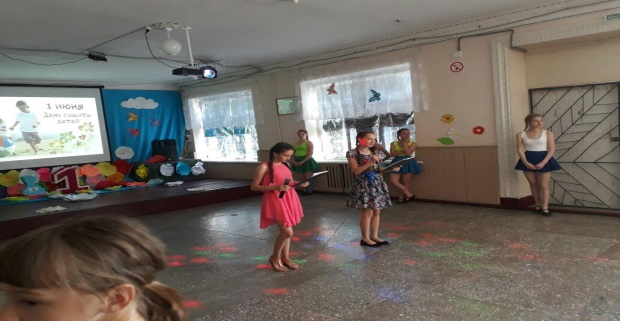 1 июня
День защиты
детей